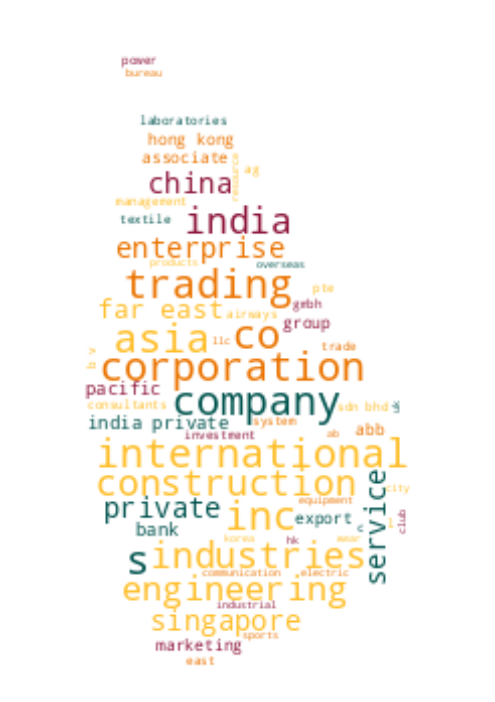 power
bureau
laboratories
hong kong
associate
resource
ag
china
management
textile
india
enterprise
products
overseas
trading
pte
gmbh
far east
airways
group
asia
llc
co
trade
b v
corporation
pacific
consultants
company
sdn bhd
uk
india private
system
investment
ab
abb
international
construction
city
service
equipment
private
inc
export
club
bank
c
l
korea
hk
wear
s
industries
communication
electric
engineering
industrial
singapore
sports
marketing
east